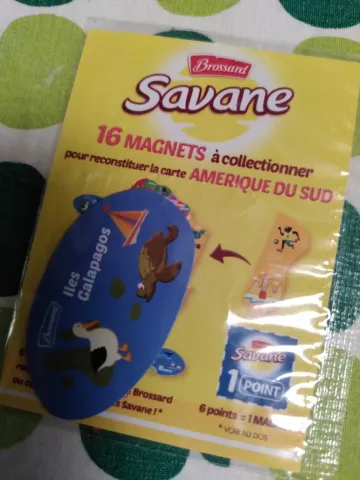 Brossard
Savane
16 MAGNETS à collectionner
pour reconstituer la carte AMERIQUE DU SUD
Iles
Galapagos
Brossard
Savane
1 POINT
Brossard
Savane ! *
6 points = 1
* VOIR AU DOS